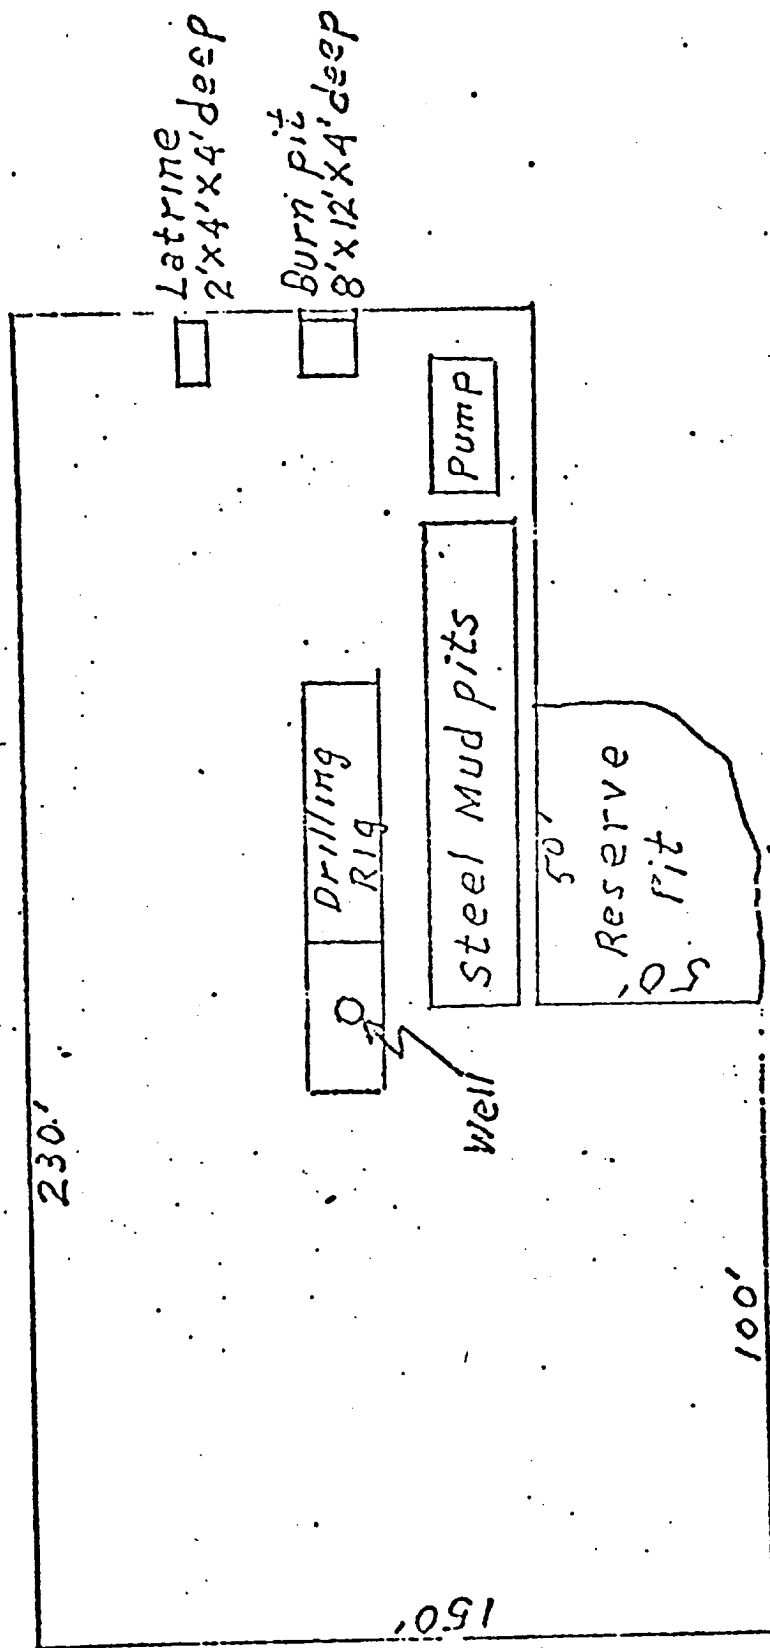 230.'
Latrine
2'x4'x4'deep
Burn pit
8'x12'x4'deep
Drilling
Rig
Well
Pump
steel Mud pits
50'
Reserve
Pit
50'
150'
100'